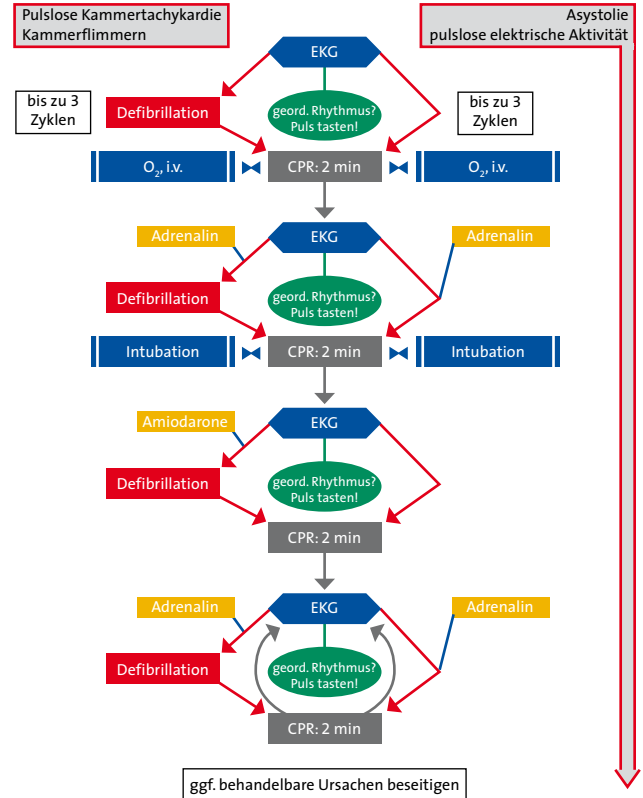 Pulslose Kammertachykardie
Kammerflimmern
Asystolie
pulslose elektrische Aktivität
EKG
bis zu 3
Zyklen
Defibrillation
geord. Rhythmus?
Puls tasten!
bis zu 3
Zyklen
O₂, i.v.
CPR: 2 min
O₂, i.v.
Adrenalin
EKG
Adrenalin
Defibrillation
geord. Rhythmus?
Puls tasten!
Intubation
CPR: 2 min
Intubation
Amiodarone
EKG
Defibrillation
geord. Rhythmus?
Puls tasten!
CPR: 2 min
Adrenalin
EKG
Adrenalin
Defibrillation
geord. Rhythmus?
Puls tasten!
CPR: 2 min
ggf. behandelbare Ursachen beseitigen